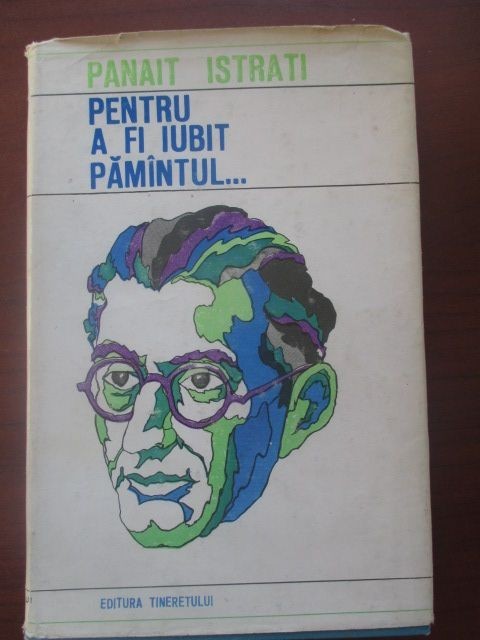 PANAIT ISTRATI
PENTRU
A FI IUBIT
PĂMÎNTUL...
EDITURA TINERETULUI